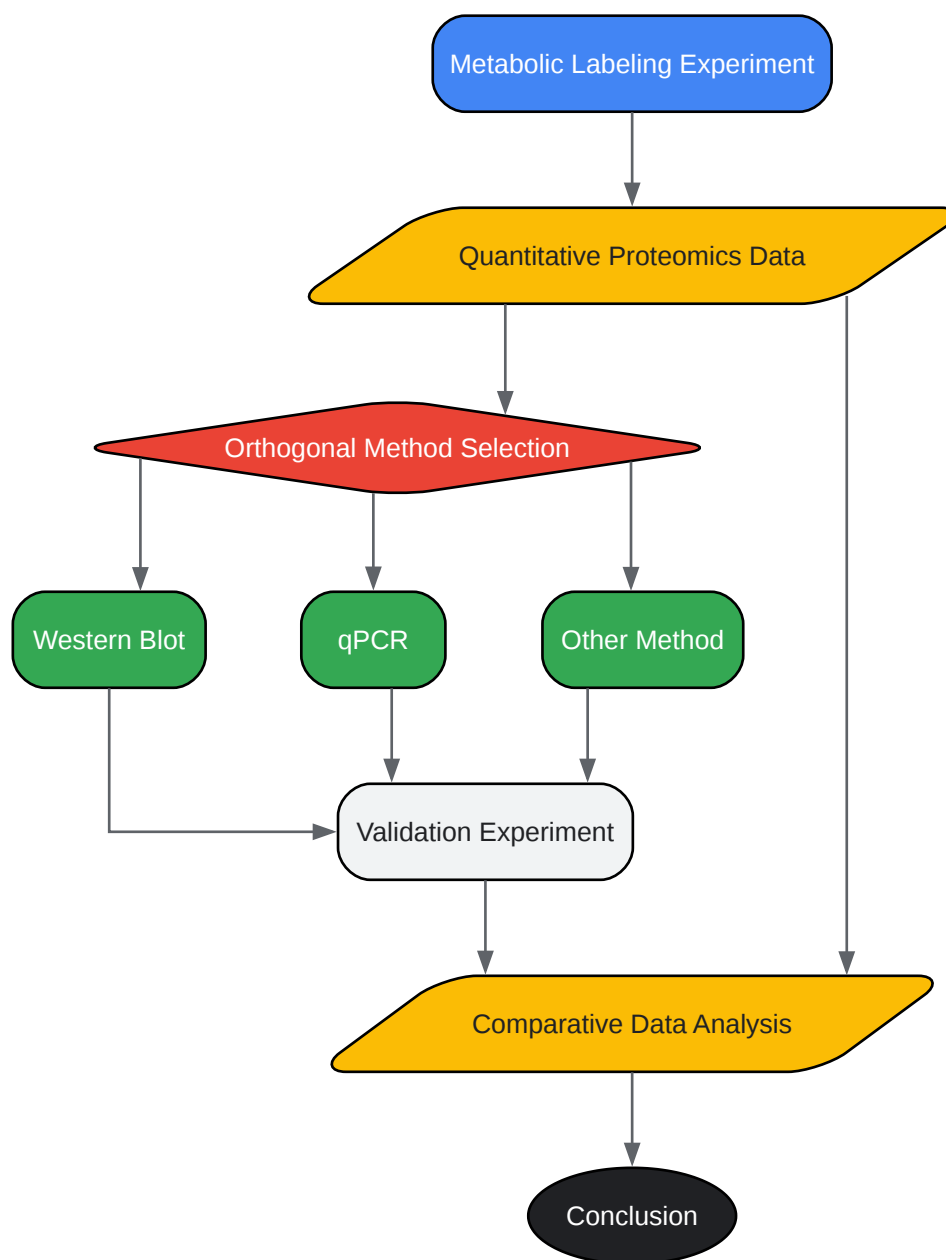 Metabolic Labeling Experiment
Quantitative Proteomics Data
Orthogonal Method Selection
Western Blot
qPCR
Other Method
Validation Experiment
Comparative Data Analysis
Conclusion